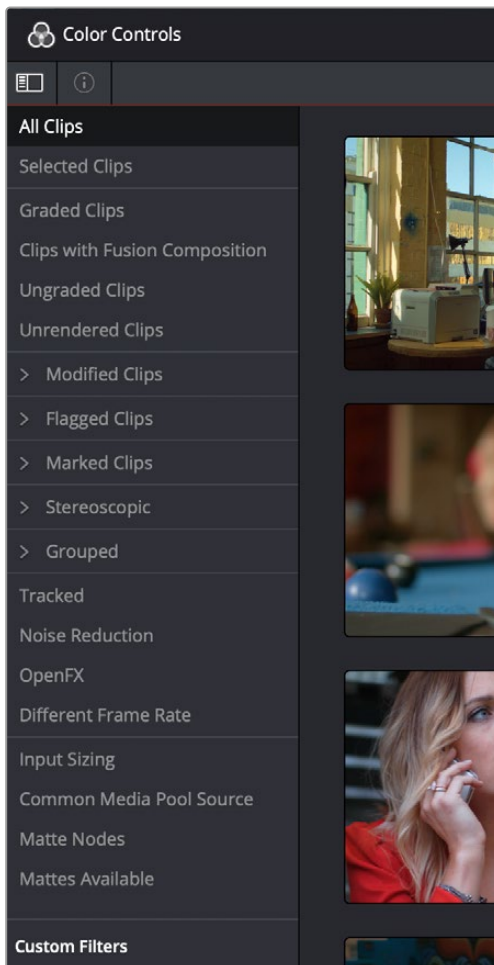 Color Controls
All Clips
Selected Clips
Graded Clips
Clips with Fusion Composition
Ungraded Clips
Unrendered Clips
> Modified Clips
> Flagged Clips
> Marked Clips
> Stereoscopic
> Grouped
Tracked
Noise Reduction
OpenFX
Different Frame Rate
Input Sizing
Common Media Pool Source
Matte Nodes
Mattes Available
Custom Filters